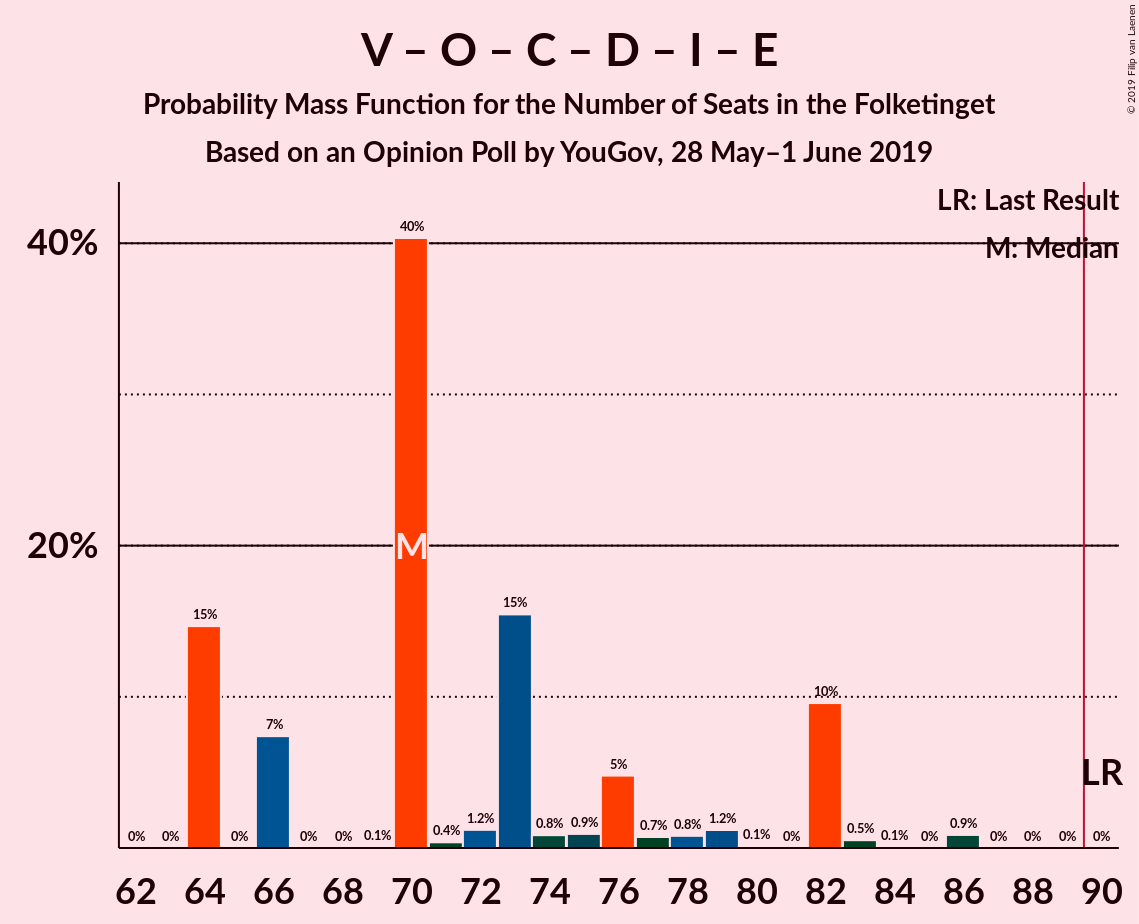 V – O – C – D – I – E
Probability Mass Function for the Number of Seats in the Folketinget
Based on an Opinion Poll by YouGov, 28 May–1 June 2019
© 2019 Filip van Laenen
LR: Last Result
M: Median
40%
20%
0% 0% 15% 0% 7% 0% 0% 0.1% 40% 0.4% 1.2% 15% 0.8% 0.9% 5% 0.7% 0.8% 1.2% 0.1% 0% 10% 0.5% 0.1% 0% 0.9% 0% 0% 0% 0%
M
LR
62 64 66 68 70 72 74 76 78 80 82 84 86 88 90